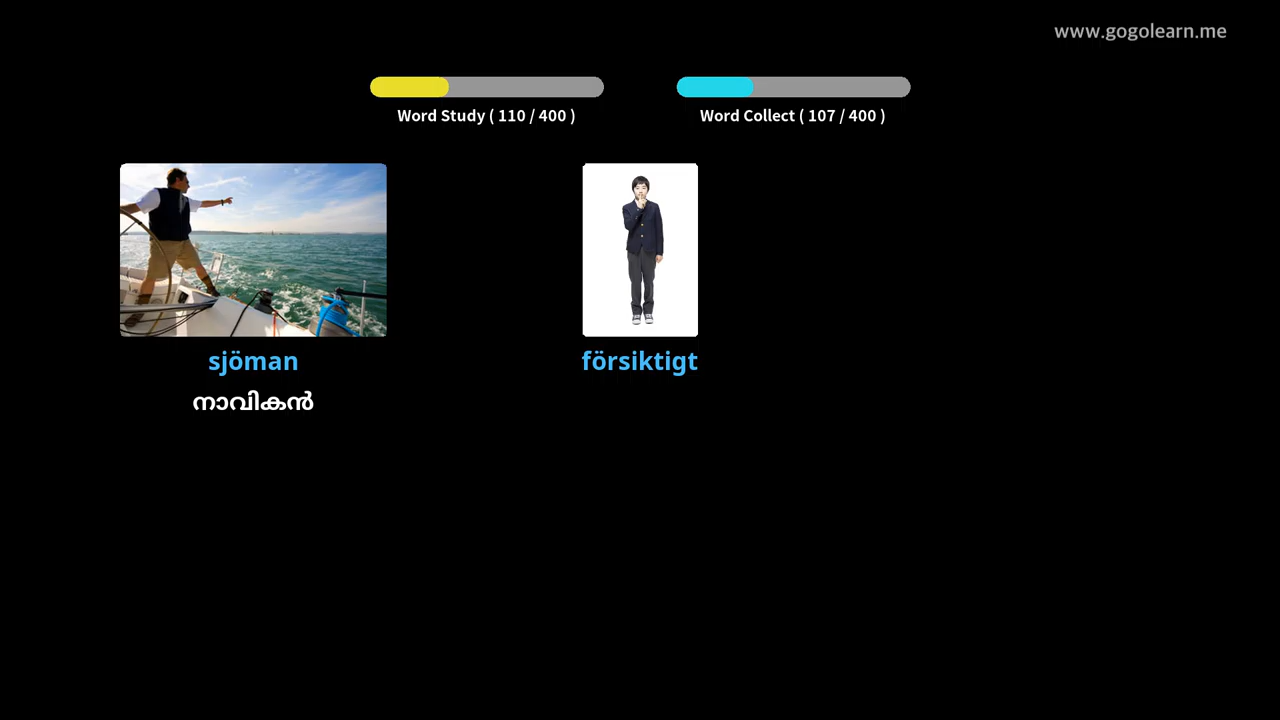 www.gogolearn.me
Word Study ( 110 / 400 )
Word Collect ( 107 / 400 )
sjöman
försiktigt
നാവികൻ